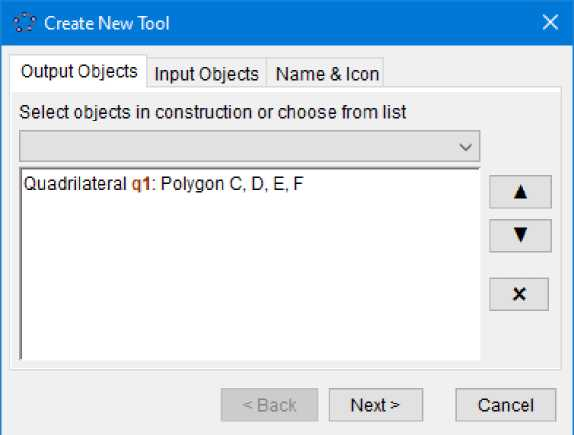 Create New Tool
Output Objects Input Objects Name & Icon
Select objects in construction or choose from list
Quadrilateral q1: Polygon C, D, E, F
< Back Next > Cancel